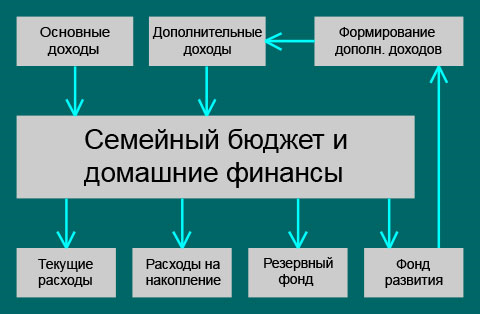 Основные
доходы
Дополнительные
доходы
Формирование
дополн. доходов
Семейный бюджет и
домашние финансы
Текущие
расходы
Расходы на
накопление
Резервный
фонд
Фонд
развития